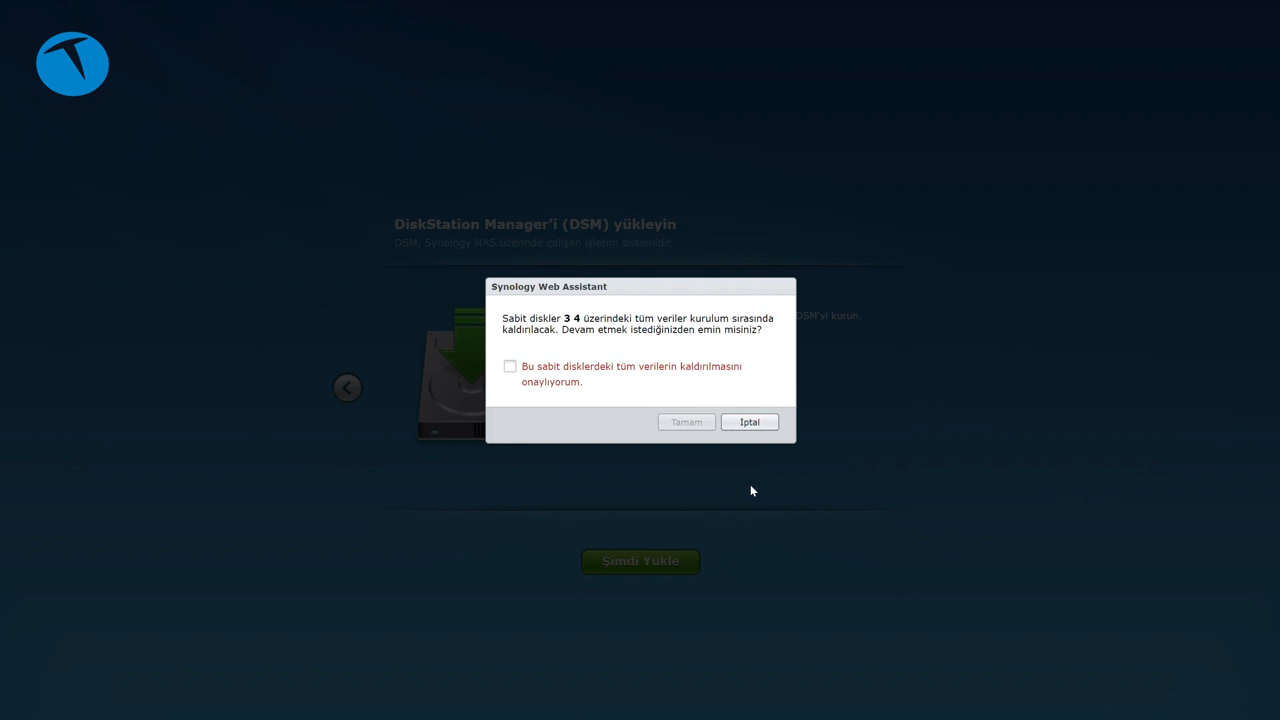 DiskStation Manager'i (DSM) yükleyin
DSM, Synology NAS üzerinde çalışan işletim sistemidir.
Synology Web Assistant
Sabit diskler 3 4 üzerindeki tüm veriler kurulum sırasında
kaldırılacak. Devam etmek istediğinizden emin misiniz?
DSM'yi kurun.
Bu sabit disklerdeki tüm verilerin kaldırılmasını
onaylıyorum.
Tamam
İptal
Şimdi Yükle